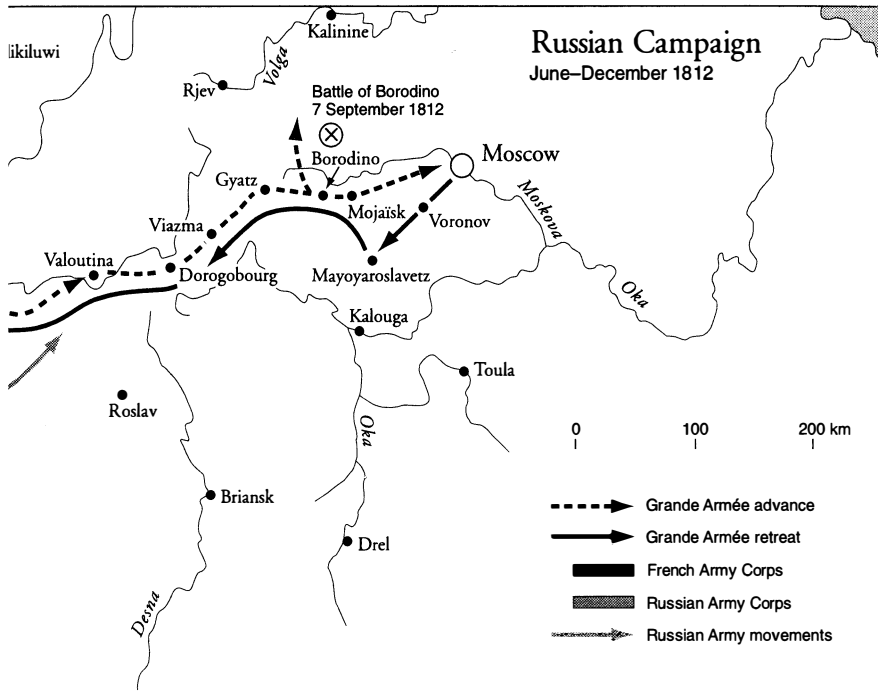 Russian Campaign
June–December 1812
Kalinine
likiluwi
Volga
Rjev
Battle of Borodino
7 September 1812
Borodino
Moscow
Gyatz
Mojaïsk
Voronov
Moskova
Viazma
Valoutina
Dorogobourg
Mayoyaroslavetz
Oka
Kalouga
Toula
Roslav
Oka
0 100 200 km
Briansk
Drel
Desna
Grande Armée advance
Grande Armée retreat
French Army Corps
Russian Army Corps
Russian Army movements